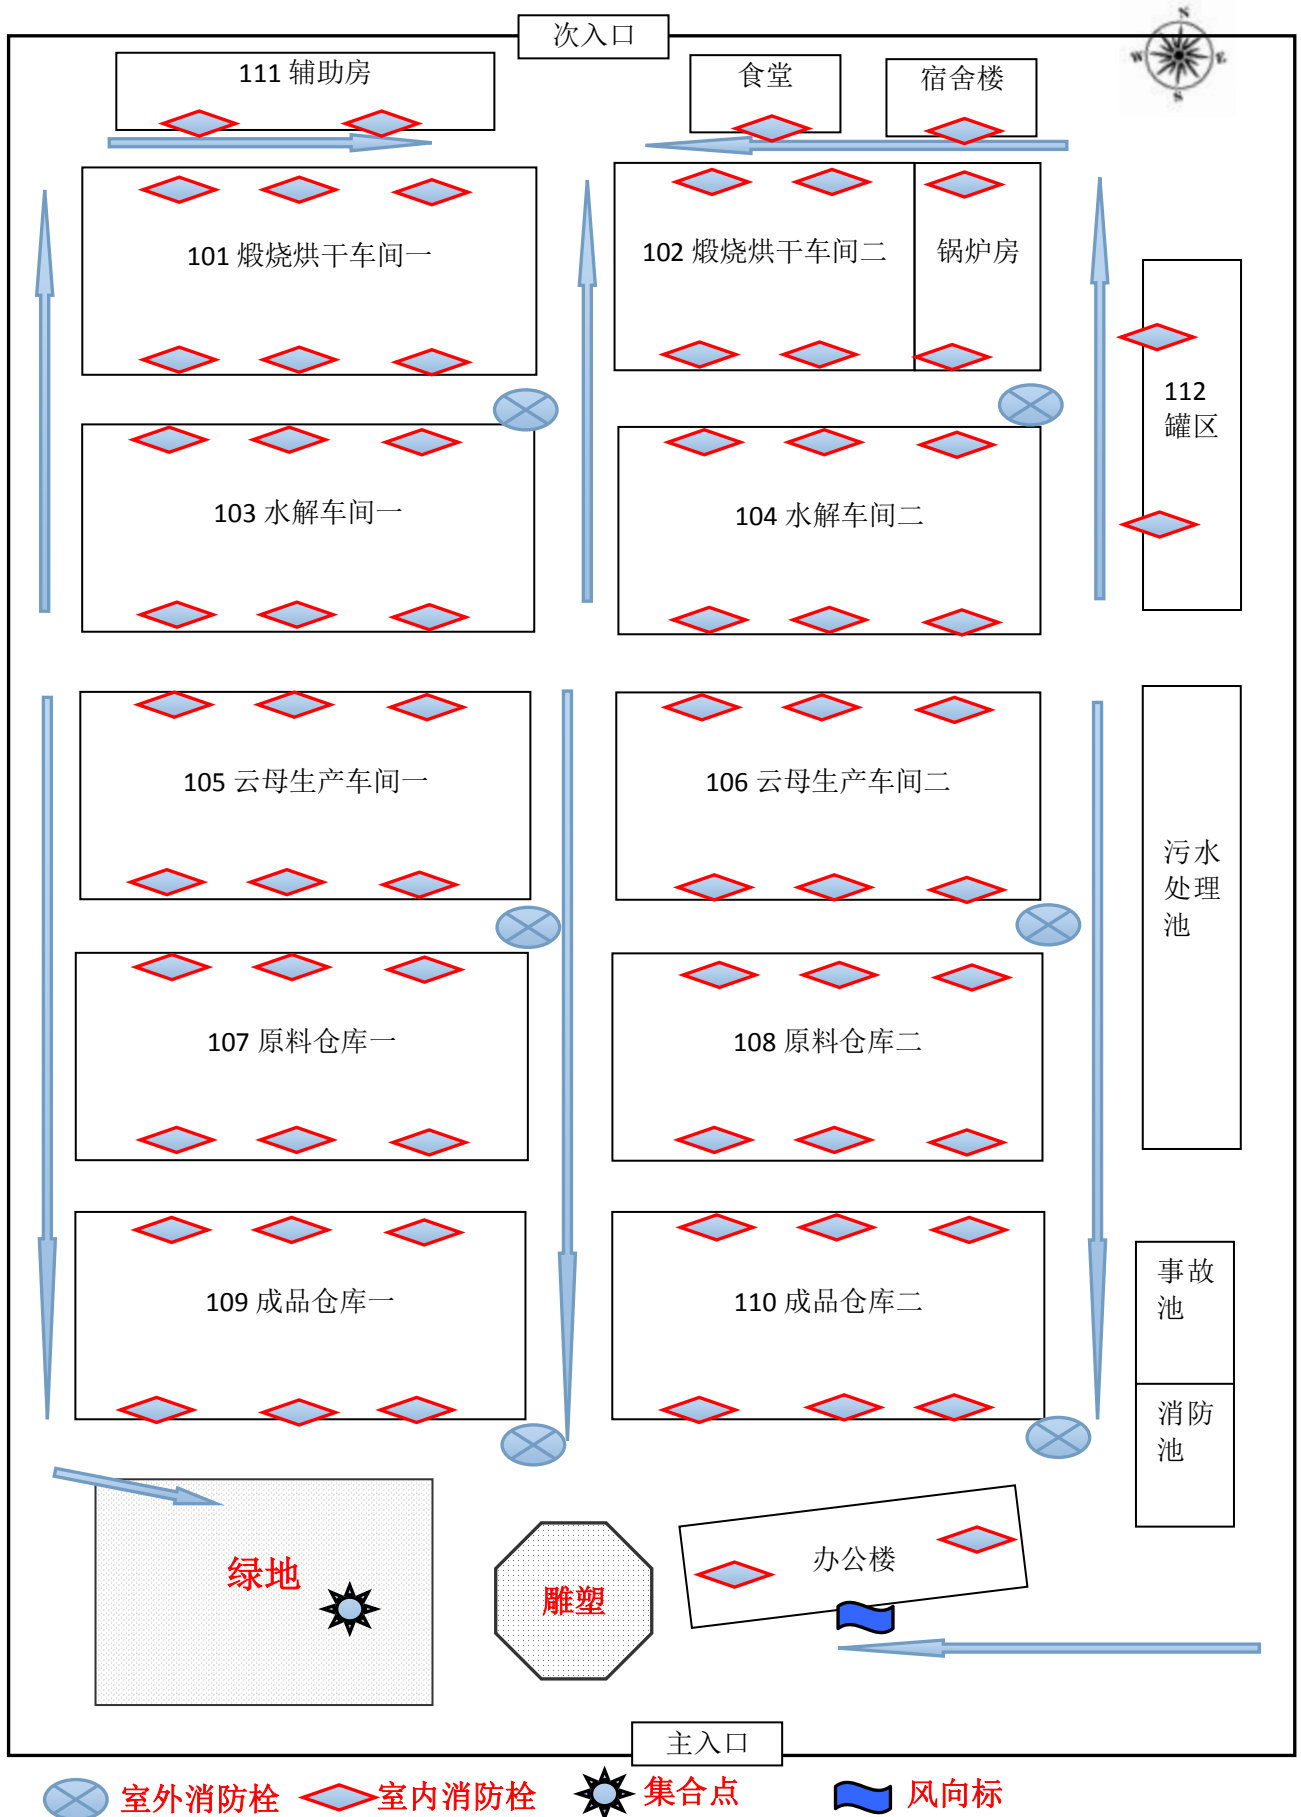 次入口
N
W
E
S
111 辅助房
食堂
宿舍楼
101 煅烧烘干车间一
102 煅烧烘干车间二
锅炉房
112
罐区
103 水解车间一
104 水解车间二
105 云母生产车间一
106 云母生产车间二
污水
处理
池
107 原料仓库一
108 原料仓库二
109 成品仓库一
110 成品仓库二
事故
池
消防
池
绿地
雕塑
办公楼
主入口
室外消防栓
室内消防栓
集合点
风向标